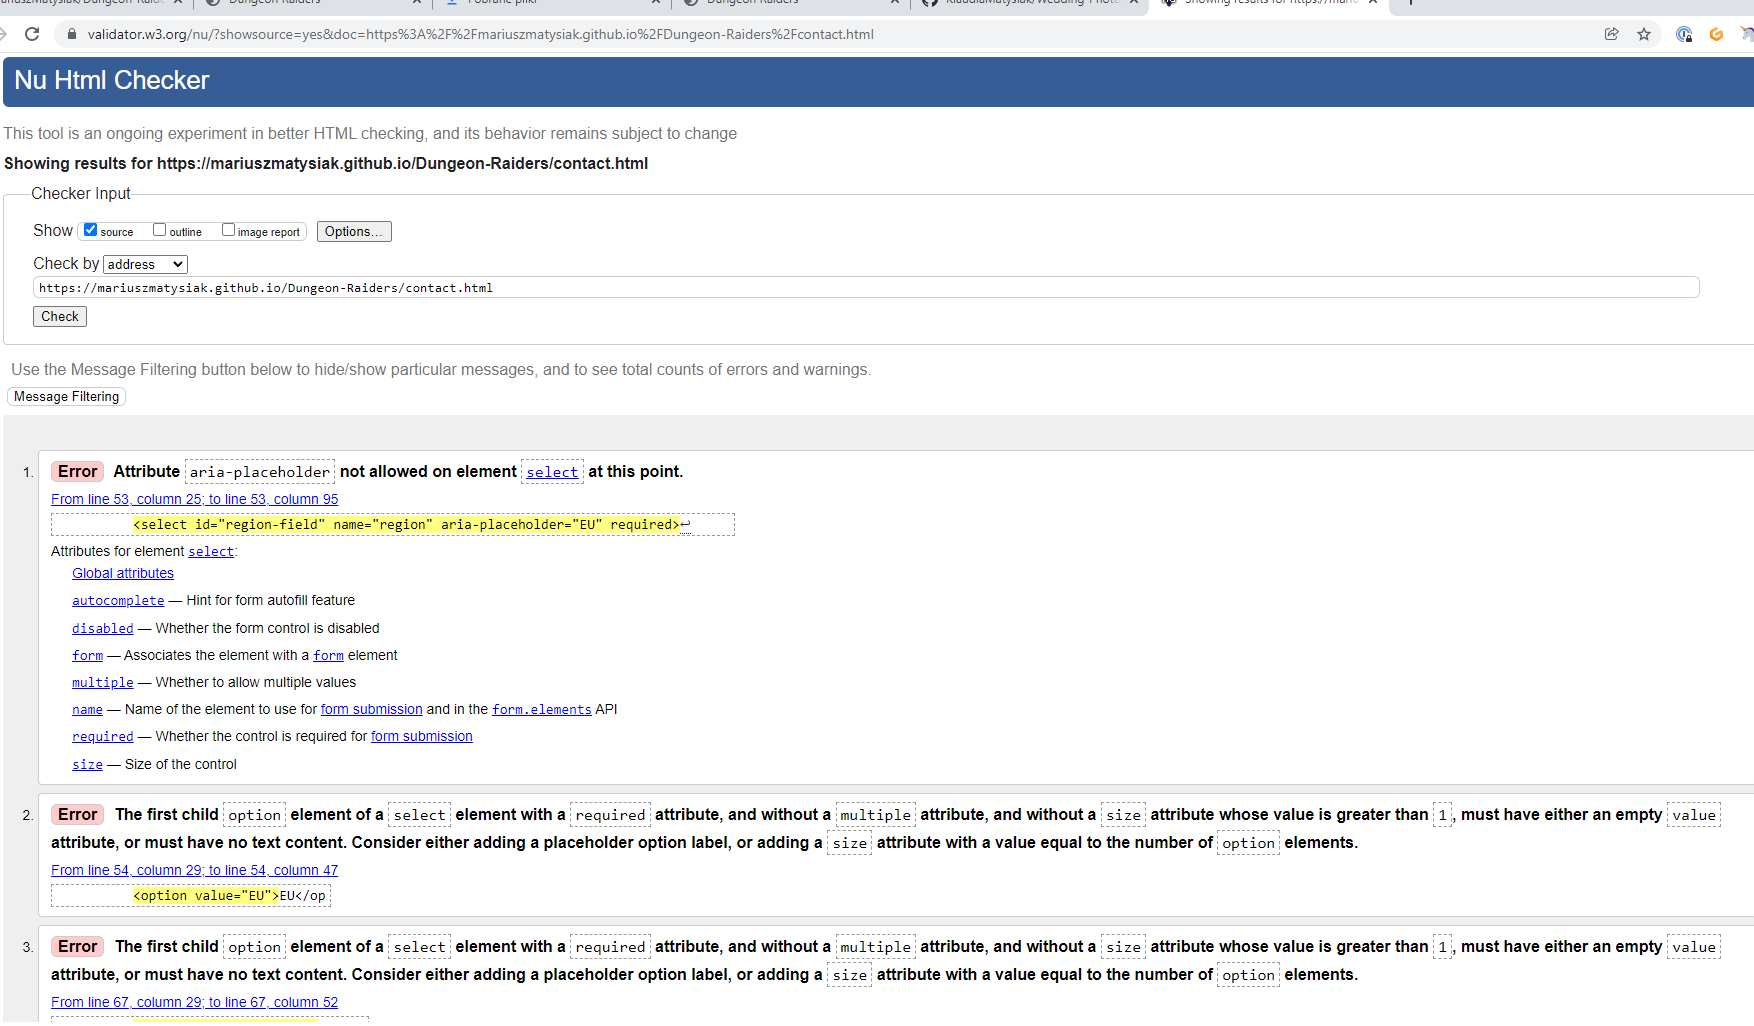 Dungeon Raiders
Pobrane pliki
Dungeon Raiders
validator.w3.org/nu/?showsource=yes&doc=https%3A%2F%2Fmariuszmatysiak.github.io%2FDungeon-Raiders%2Fcontact.html
Nu Html Checker
This tool is an ongoing experiment in better HTML checking, and its behavior remains subject to change
Showing results for https://mariuszmatysiak.github.io/Dungeon-Raiders/contact.html
Checker Input
Show source outline image report Options...
Check by address
https://mariuszmatysiak.github.io/Dungeon-Raiders/contact.html
Check
Use the Message Filtering button below to hide/show particular messages, and to see total counts of errors and warnings.
Message Filtering
1. Error Attribute aria-placeholder not allowed on element select at this point.
From line 53, column 25; to line 53, column 95
<select id="region-field" name="region" aria-placeholder="EU" required>↩
Attributes for element select:
Global attributes
autocomplete — Hint for form autofill feature
disabled — Whether the form control is disabled
form — Associates the element with a form element
multiple — Whether to allow multiple values
name — Name of the element to use for form submission and in the form.elements API
required — Whether the control is required for form submission
size — Size of the control
2. Error The first child option element of a select element with a required attribute, and without a multiple attribute, and without a size attribute whose value is greater than 1, must have either an empty value
attribute, or must have no text content. Consider either adding a placeholder option label, or adding a size attribute with a value equal to the number of option elements.
From line 54, column 29; to line 54, column 47
<option value="EU">EU</op
3. Error The first child option element of a select element with a required attribute, and without a multiple attribute, and without a size attribute whose value is greater than 1, must have either an empty value
attribute, or must have no text content. Consider either adding a placeholder option label, or adding a size attribute with a value equal to the number of option elements.
From line 67, column 29; to line 67, column 52